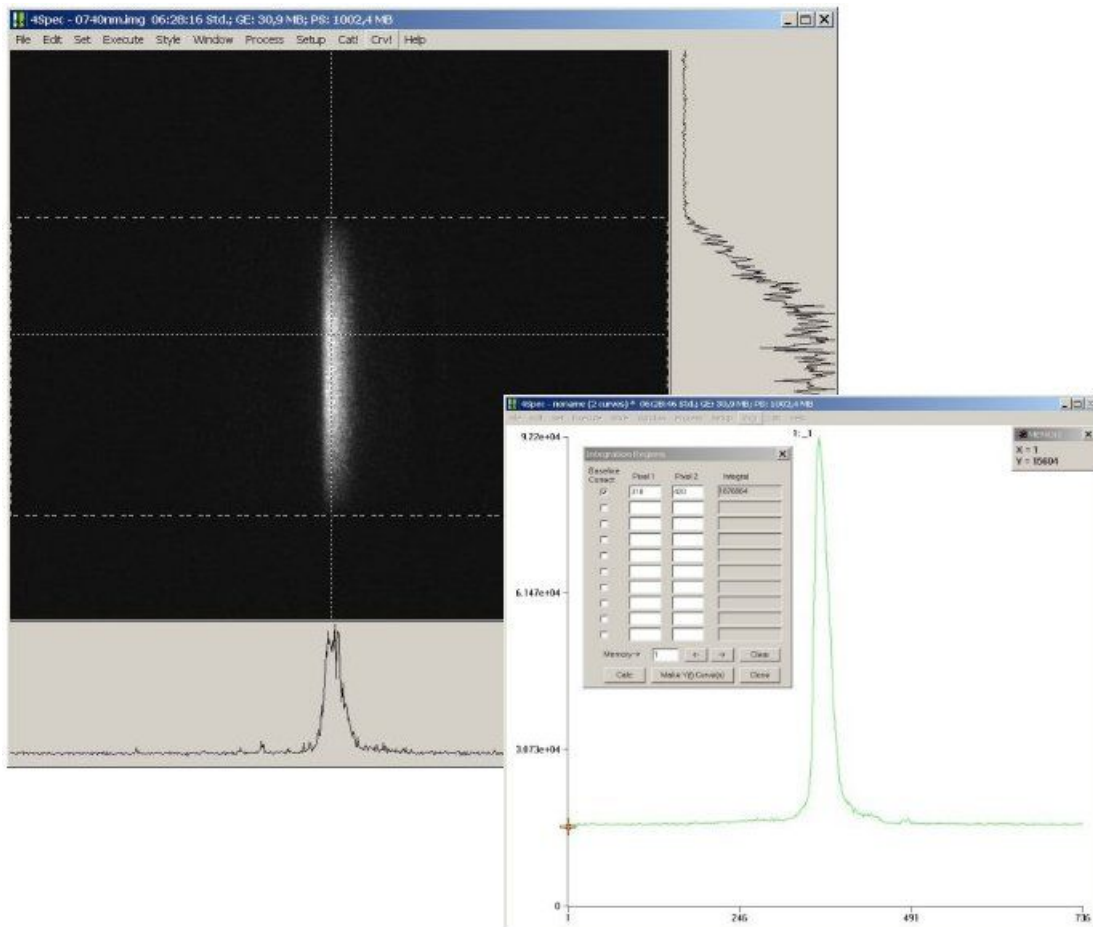 4Spec - 0740nm.img 06:28:16 Std.; GE: 30,9 MB; PS: 1002,4 MB
File Edit Set Execute Style Window Process Setup Cat! Crv! Help
4Spec - noname (2 curves) * 06:28:46 Std.; GE: 30,9 MB; PS: 1002,4 MB
9.22e+04
1: _1
X = 1
Y = 15604
Integration Regions
Baseline
Correct Pixel 1 Pixel 2 Integral
6.147e+04
Memory-> 1 <- -> Clear
Calc Make Y(t) Curve(s) Close
3.073e+04
0
1 246 491 736